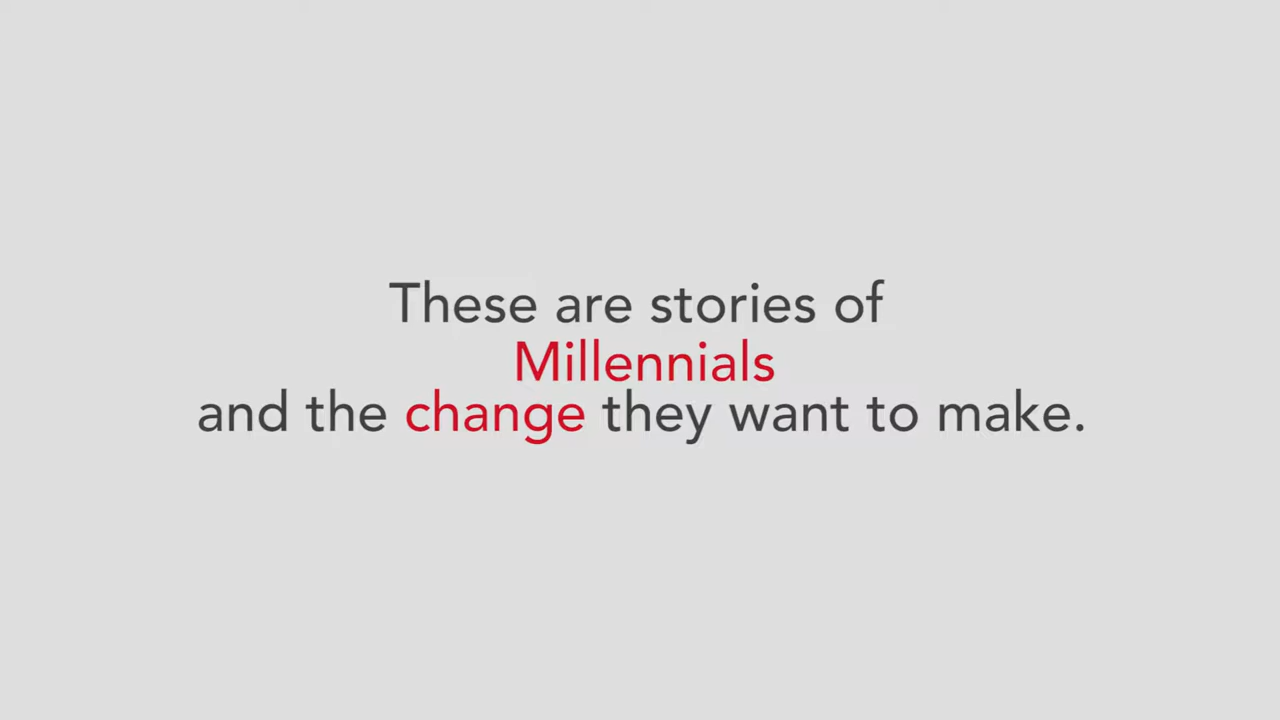 These are stories of
Millennials
and the change they want to make.